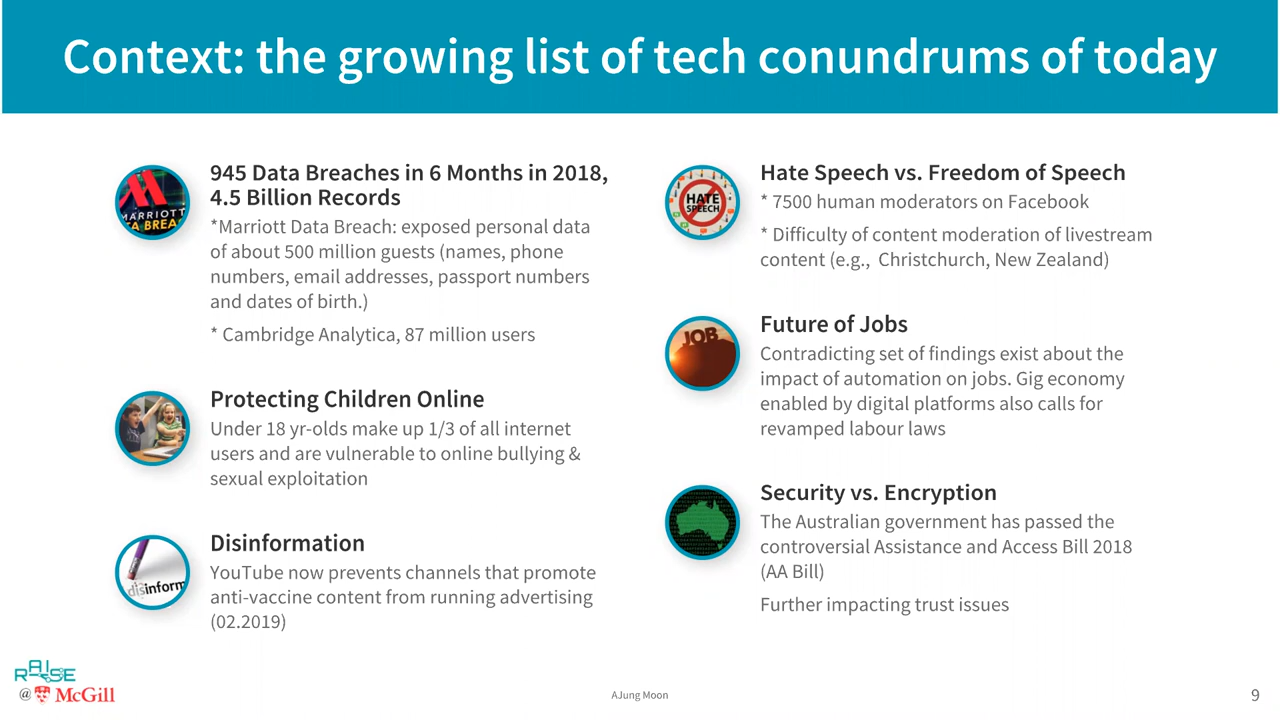 Context: the growing list of tech conundrums of today
MARRIOTT
945 Data Breaches in 6 Months in 2018,
4.5 Billion Records
*Marriott Data Breach: exposed personal data
of about 500 million guests (names, phone
numbers, email addresses, passport numbers
and dates of birth.)
* Cambridge Analytica, 87 million users
Protecting Children Online
Under 18 yr-olds make up 1/3 of all internet
users and are vulnerable to online bullying &
sexual exploitation
disinform
Disinformation
YouTube now prevents channels that promote
anti-vaccine content from running advertising
(02.2019)
HATE
SPEECH
Hate Speech vs. Freedom of Speech
* 7500 human moderators on Facebook
* Difficulty of content moderation of livestream
content (e.g., Christchurch, New Zealand)
JOB
Future of Jobs
Contradicting set of findings exist about the
impact of automation on jobs. Gig economy
enabled by digital platforms also calls for
revamped labour laws
Security vs. Encryption
The Australian government has passed the
controversial Assistance and Access Bill 2018
(AA Bill)
Further impacting trust issues
RAISE
@ McGill
AJung Moon
9